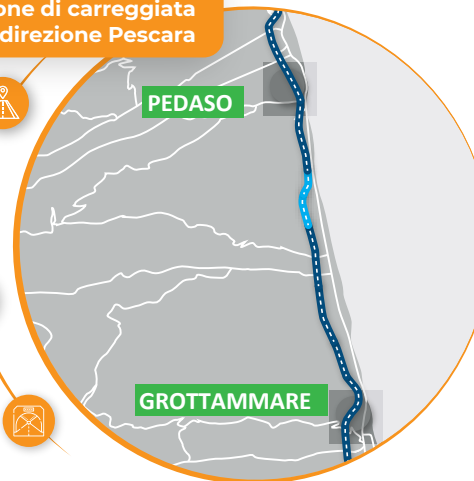 one di carreggiata
direzione Pescara
PEDASO
GROTTAMMARE